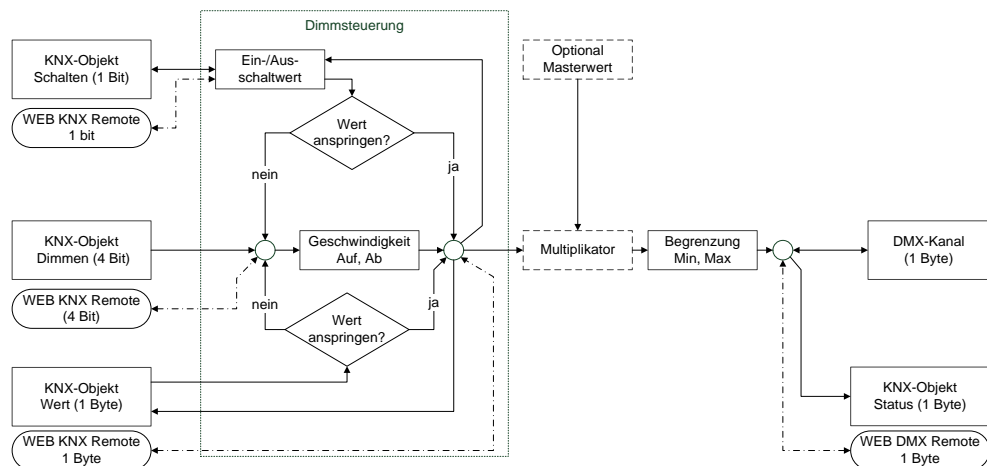 Dimmsteuerung
KNX-Objekt
Schalten (1 Bit)
Ein-/Aus-
schaltwert
Optional
Masterwert
WEB KNX Remote
1 bit
Wert
anspringen?
nein
ja
KNX-Objekt
Dimmen (4 Bit)
Geschwindigkeit
Auf, Ab
Multiplikator
Begrenzung
Min, Max
DMX-Kanal
(1 Byte)
WEB KNX Remote
(4 Bit)
nein
ja
Wert
anspringen?
KNX-Objekt
Wert (1 Byte)
KNX-Objekt
Status (1 Byte)
WEB KNX Remote
1 Byte
WEB DMX Remote
1 Byte